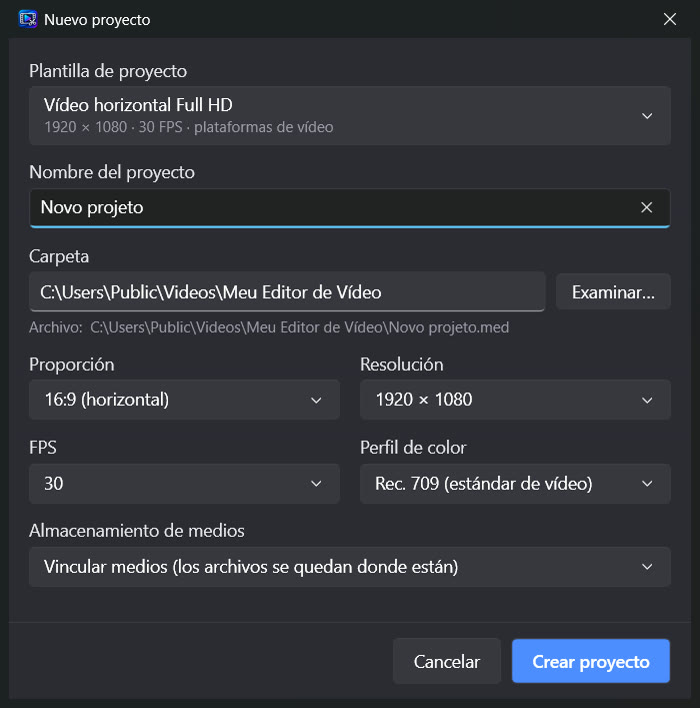 Nuevo proyecto
Plantilla de proyecto
Vídeo horizontal Full HD
1920 × 1080 · 30 FPS · plataformas de vídeo
Nombre del proyecto
Novo projeto
Carpeta
C:\Users\Public\Videos\Meu Editor de Vídeo
Examinar...
Archivo: C:\Users\Public\Videos\Meu Editor de Vídeo\Novo projeto.med
Proporción
Resolución
16:9 (horizontal)
1920 × 1080
FPS
Perfil de color
30
Rec. 709 (estándar de vídeo)
Almacenamiento de medios
Vincular medios (los archivos se quedan donde están)
Cancelar
Crear proyecto